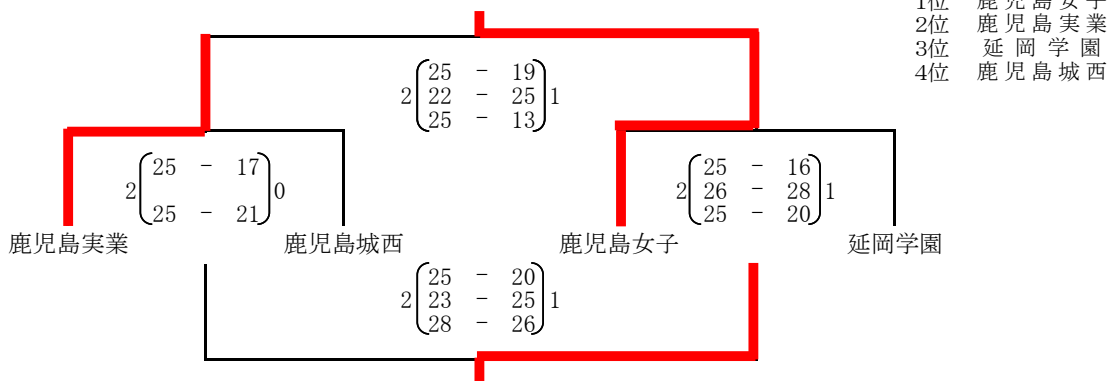 1位 鹿児島女子
2位 鹿児島実業
3位 延岡学園
4位 鹿児島城西
25 - 19
2 22 - 25 1
25 - 13
25 - 17
2 0
25 - 21
25 - 16
2 26 - 28 1
25 - 20
鹿児島実業 鹿児島城西 鹿児島女子 延岡学園
25 - 20
2 23 - 25 1
28 - 26